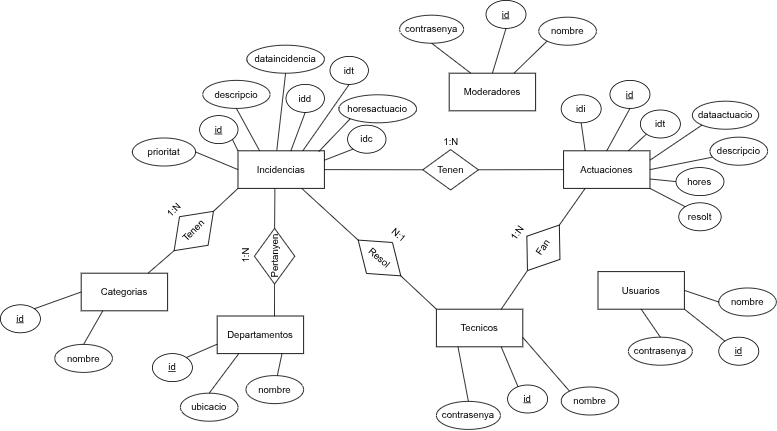 id
contrasenya
nombre
Moderadores
dataincidencia
idt
descripcio
idd
horesactuacio
id
idc
prioritat
Incidencias
1:N
Tenen
id
idi
idt
dataactuacio
descripcio
hores
resolt
Actuaciones
1:N
Tenen
1:N
Pertanyen
N:1
Resol
1:N
Fan
Categorias
id
nombre
Departamentos
id
ubicacio
nombre
Tecnicos
contrasenya
id
nombre
Usuarios
nombre
contrasenya
id